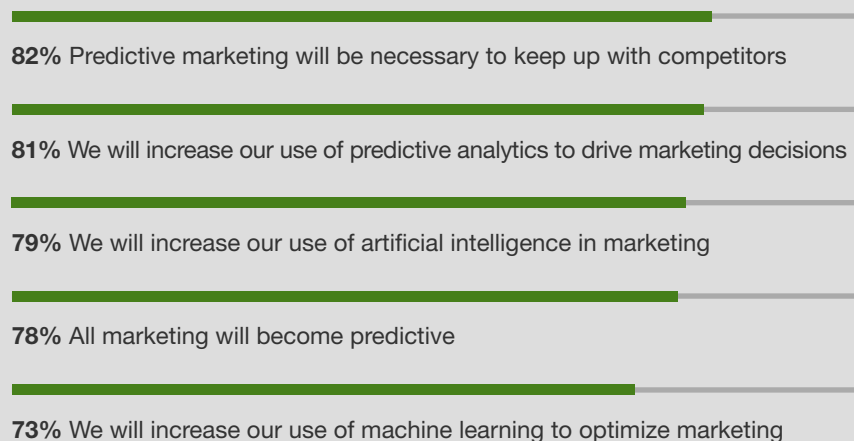 82% Predictive marketing will be necessary to keep up with competitors
81% We will increase our use of predictive analytics to drive marketing decisions
79% We will increase our use of artificial intelligence in marketing
78% All marketing will become predictive
73% We will increase our use of machine learning to optimize marketing